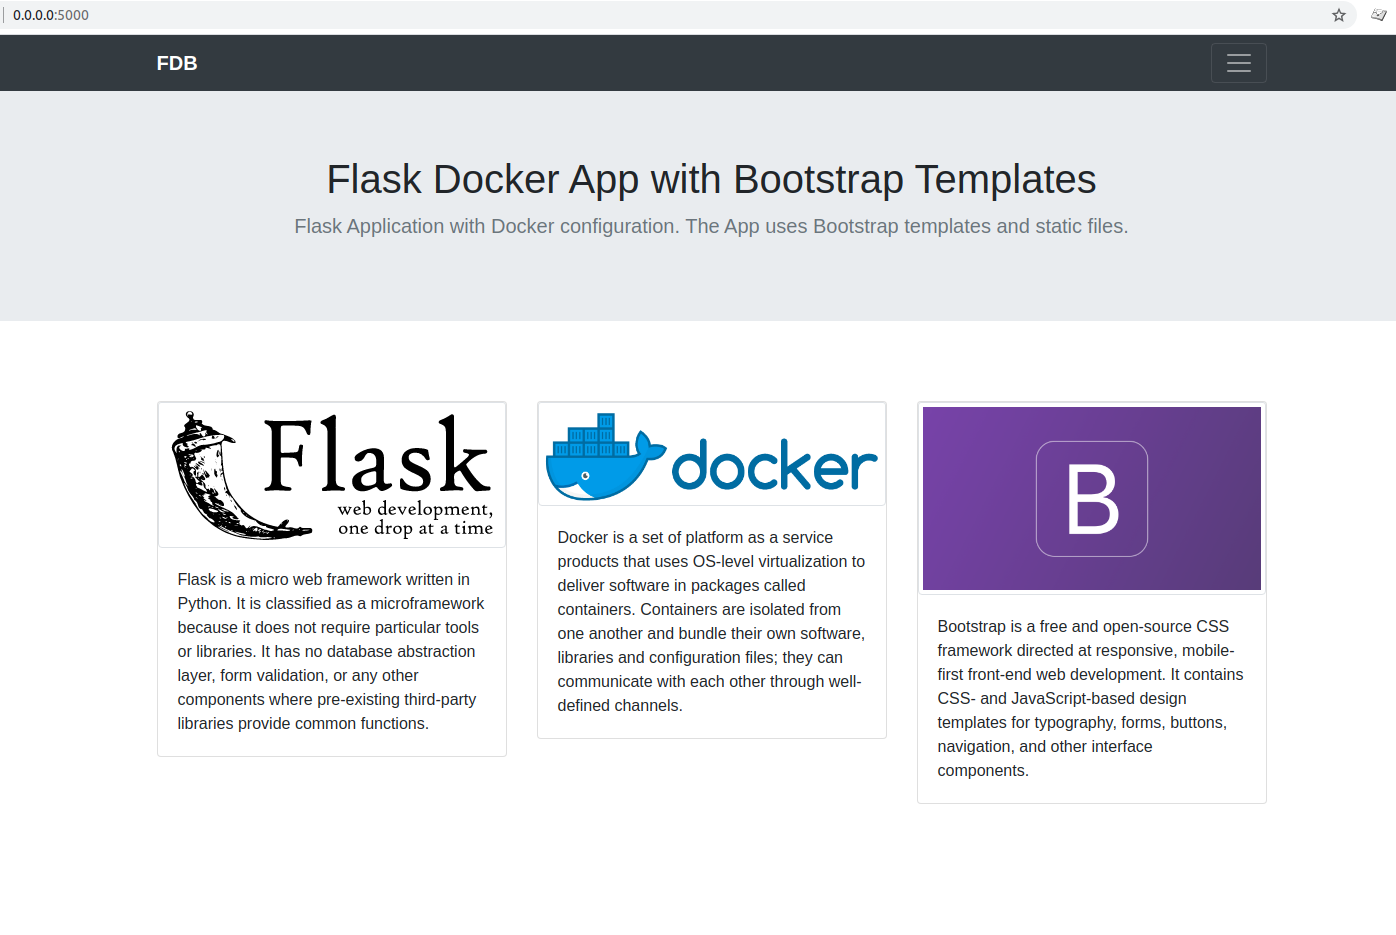 0.0.0.0:5000
FDB
Flask Docker App with Bootstrap Templates
Flask Application with Docker configuration. The App uses Bootstrap templates and static files.
Flask
web development,
one drop at a time
Flask is a micro web framework written in
Python. It is classified as a microframework
because it does not require particular tools
or libraries. It has no database abstraction
layer, form validation, or any other
components where pre-existing third-party
libraries provide common functions.
docker
Docker is a set of platform as a service
products that uses OS-level virtualization to
deliver software in packages called
containers. Containers are isolated from
one another and bundle their own software,
libraries and configuration files; they can
communicate with each other through well-
defined channels.
B
Bootstrap is a free and open-source CSS
framework directed at responsive, mobile-
first front-end web development. It contains
CSS- and JavaScript-based design
templates for typography, forms, buttons,
navigation, and other interface
components.